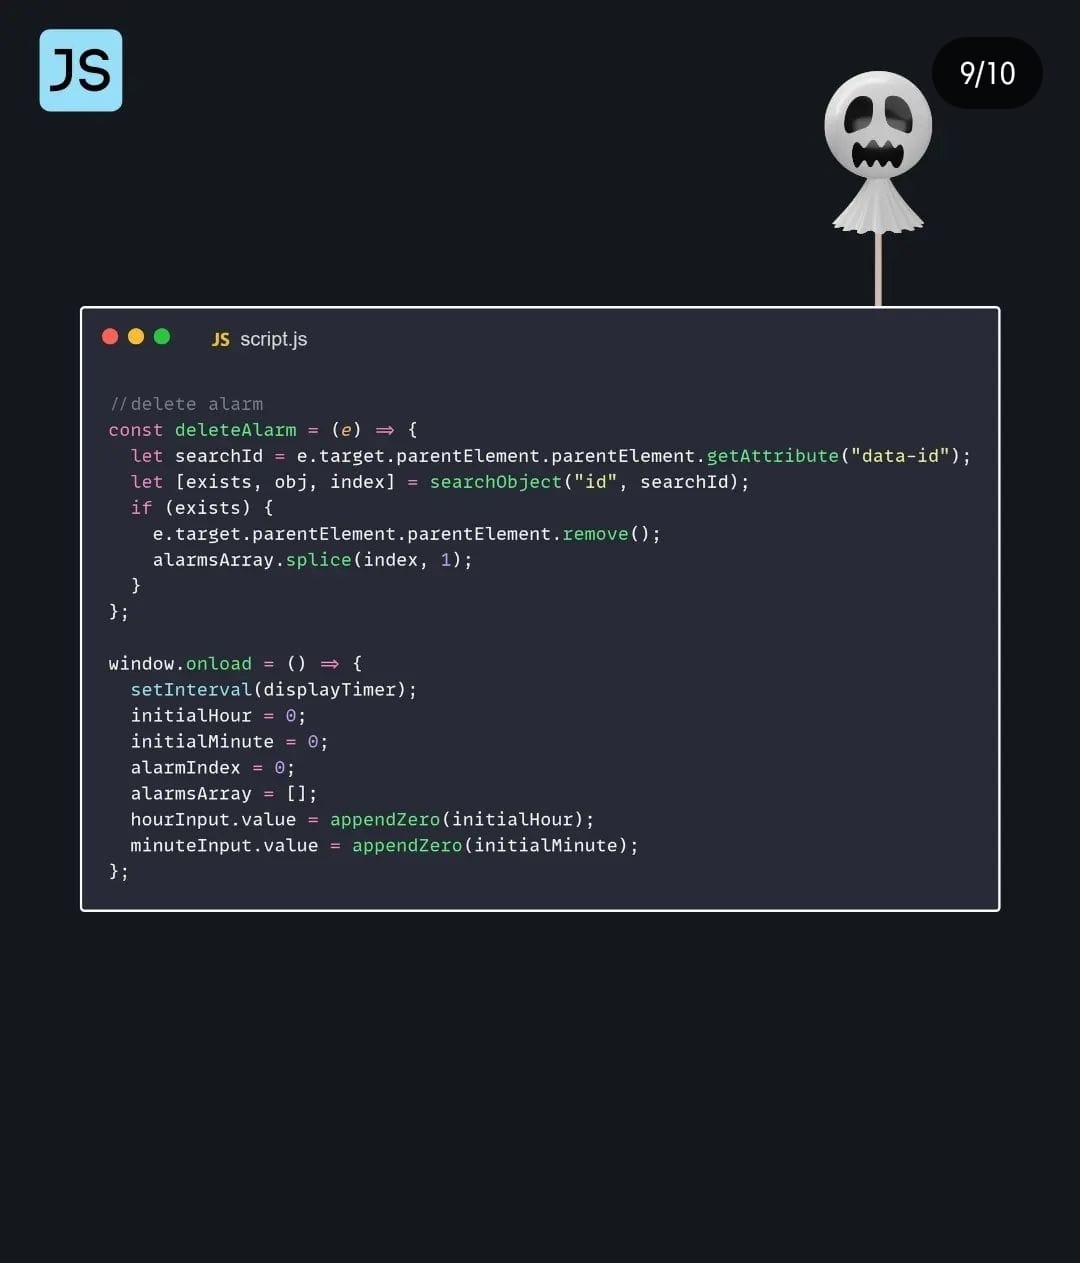 JS
9/10
JS script.js
//delete alarm
const deleteAlarm = (e) => {
  let searchId = e.target.parentElement.parentElement.getAttribute("data-id");
  let [exists, obj, index] = searchObject("id", searchId);
  if (exists) {
    e.target.parentElement.parentElement.remove();
    alarmsArray.splice(index, 1);
  }
};

window.onload = () => {
  setInterval(displayTimer);
  initialHour = 0;
  initialMinute = 0;
  alarmIndex = 0;
  alarmsArray = [];
  hourInput.value = appendZero(initialHour);
  minuteInput.value = appendZero(initialMinute);
};